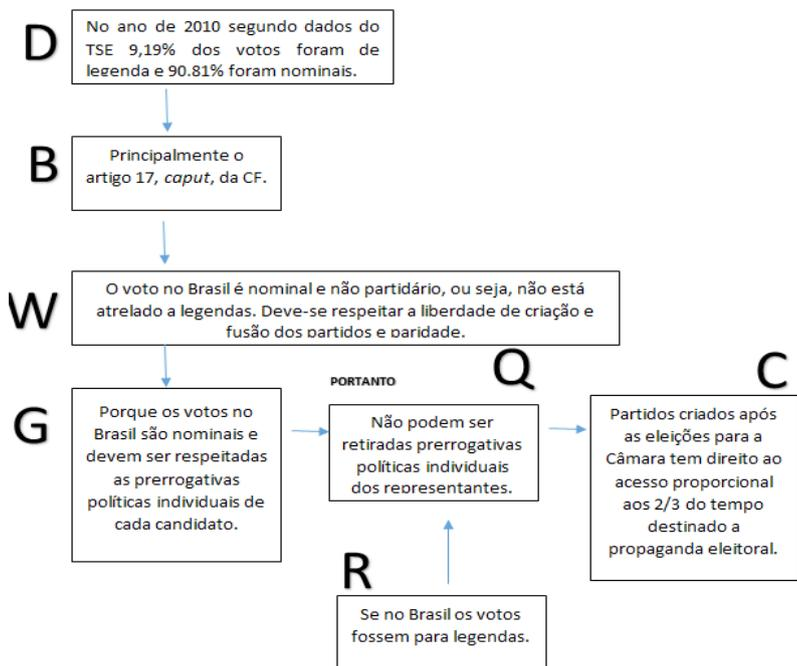 D
No ano de 2010 segundo dados do
TSE 9,19% dos votos foram de
legenda e 90.81% foram nominais.
B
Principalmente o
artigo 17, caput, da CF.
W
O voto no Brasil é nominal e não partidário, ou seja, não está
atrelado a legendas. Deve-se respeitar a liberdade de criação e
fusão dos partidos e paridade.
G
Porque os votos no
Brasil são nominais e
devem ser respeitadas
as prerrogativas
políticas individuais de
cada candidato.
PORTANTO
Q
Não podem ser
retiradas prerrogativas
políticas individuais
dos representantes.
C
Partidos criados após
as eleições para a
Câmara tem direito ao
acesso proporcional
aos 2/3 do tempo
destinado a
propaganda eleitoral.
R
Se no Brasil os votos
fossem para legendas.